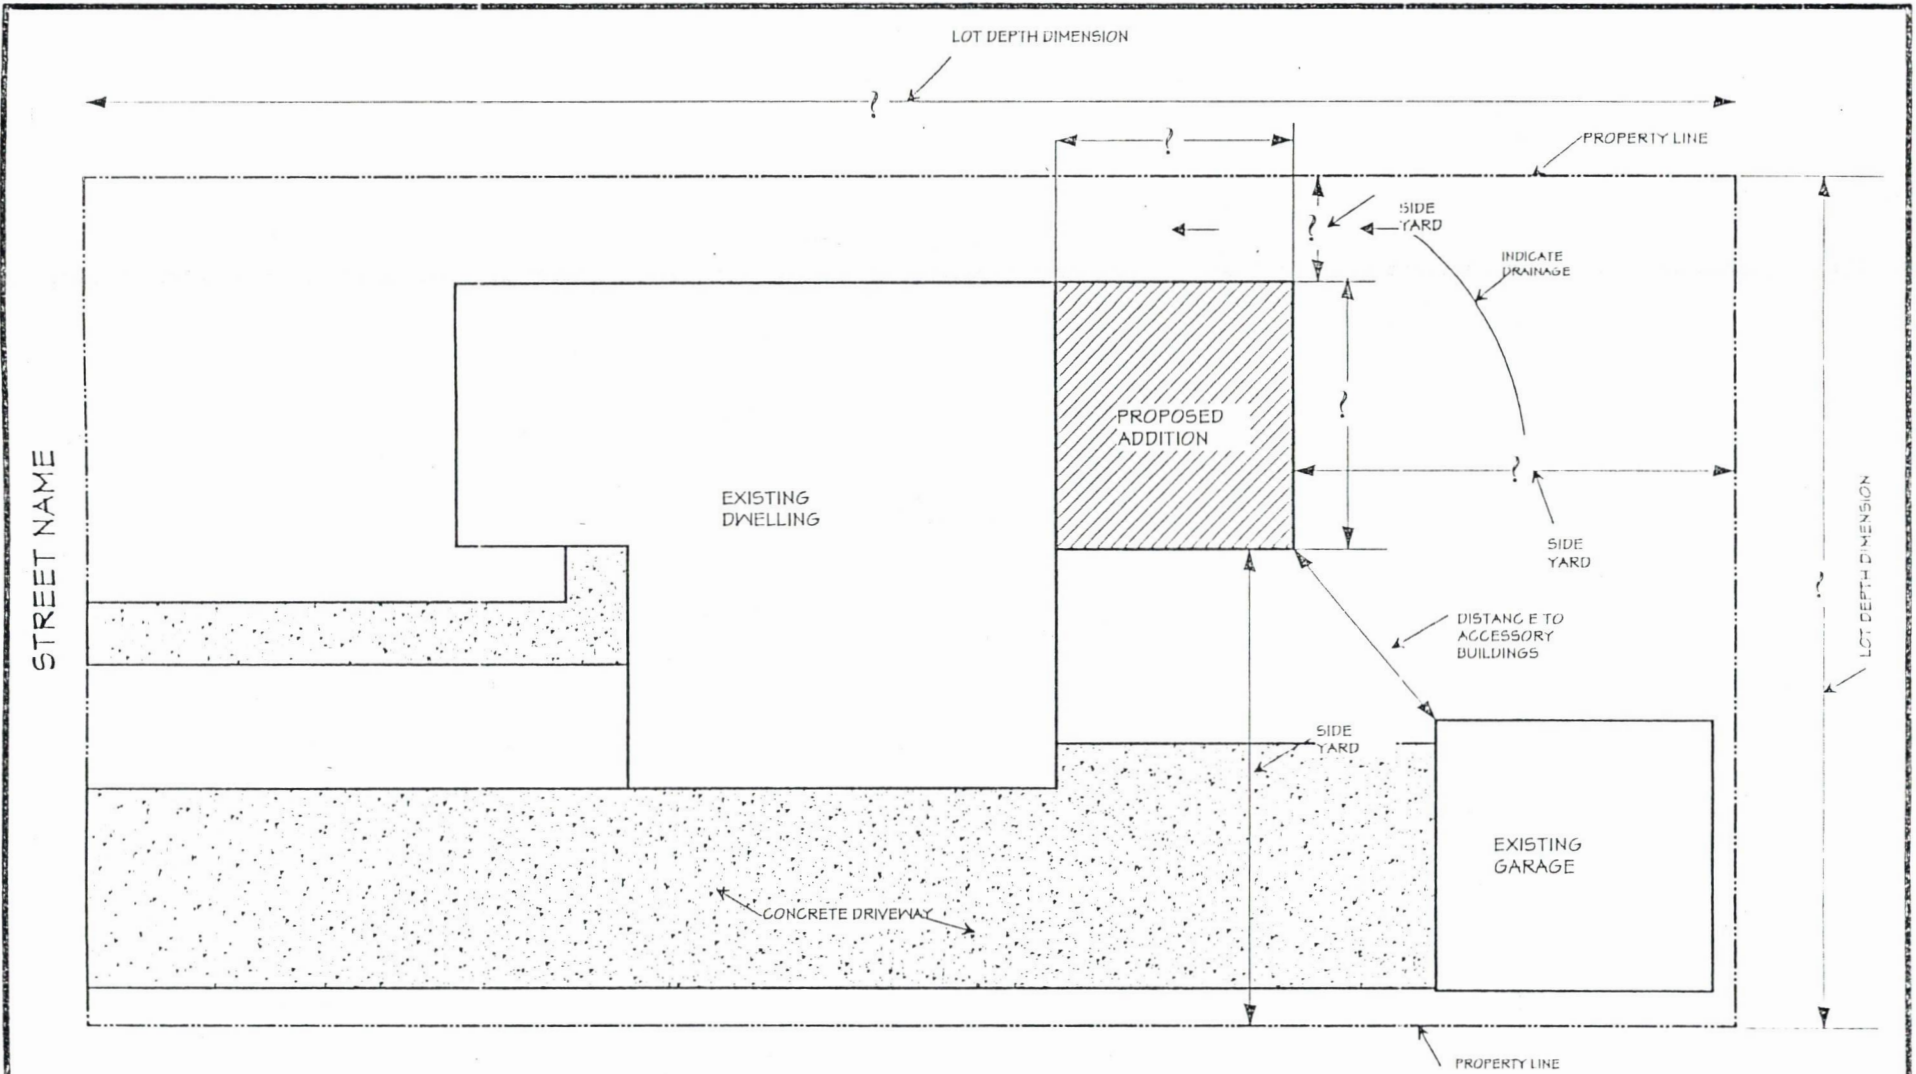 LOT DEPTH DIMENSION
?
?
PROPERTY LINE
SIDE
YARD
?
INDICATE
DRAINAGE
?
PROPOSED
ADDITION
?
EXISTING
DWELLING
STREET NAME
SIDE
YARD
LOT DEPTH DIMENSION
?
DISTANC E TO
ACCESSORY
BUILDINGS
SIDE
YARD
EXISTING
GARAGE
CONCRETE DRIVEWAY
PROPERTY LINE